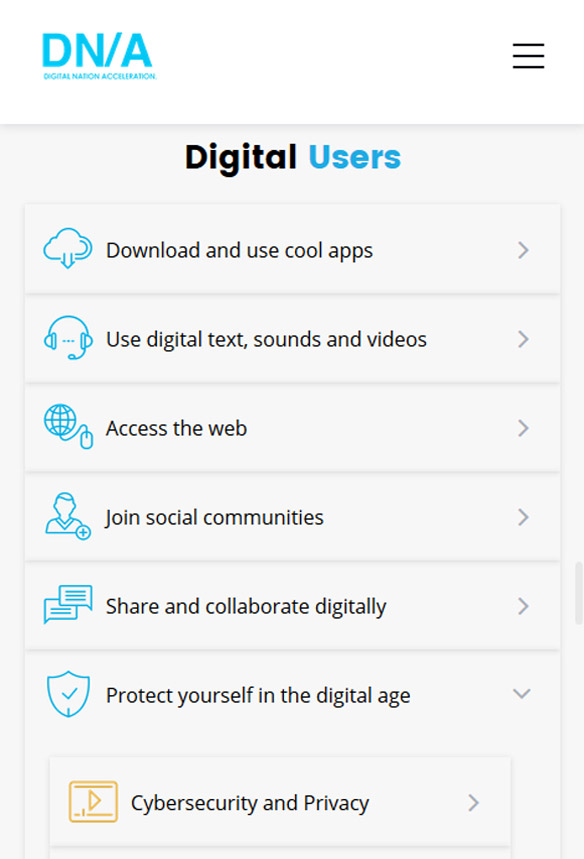 DN/A
DIGITAL NATION ACCELERATION.
Digital Users
Download and use cool apps
Use digital text, sounds and videos
Access the web
Join social communities
Share and collaborate digitally
Protect yourself in the digital age
Cybersecurity and Privacy